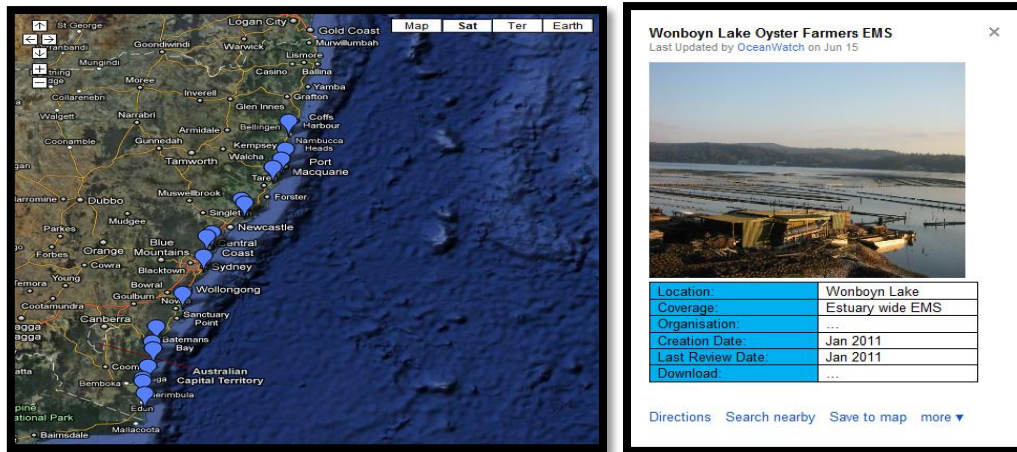 Map Sat Ter Earth
St George
Logan City
Gold Coast
Goondiwindi
Warwick
Murwillumbah
Mungindi
Lismore
Casino Ballina
Moree
Yamba
Collarenebri
Inverell
Grafton
Glen Innes
Walgett
Narrabri
Coffs
Harbour
Armidale Bellingen
Coonamble
Gunnedah
Kempsey
Nambucca
Heads
Tamworth
Walcha
Port
Macquarie
Taree
Muswellbrook
Forster
Dubbo
Singlet
Mudgee
Newcastle
Parkes
Blue
Mountains
Central
Coast
Orange
Forbes
Cowra
Blacktown
Sydney
Young
Bowral
Temora
Goulburn
Wollongong
Cootamundra
Nowra
Sanctuary
Point
Canberra
Batemans
Bay
Cooma
Australian
Capital Territory
Bemboka
Bega
Merimbula
Eden
Mallacoota
Bairnsdale
Wonboyn Lake Oyster Farmers EMS
Last Updated by OceanWatch on Jun 15
Location: Wonboyn Lake
Coverage: Estuary wide EMS
Organisation: ...
Creation Date: Jan 2011
Last Review Date: Jan 2011
Download: ...
Directions Search nearby Save to map more ▼